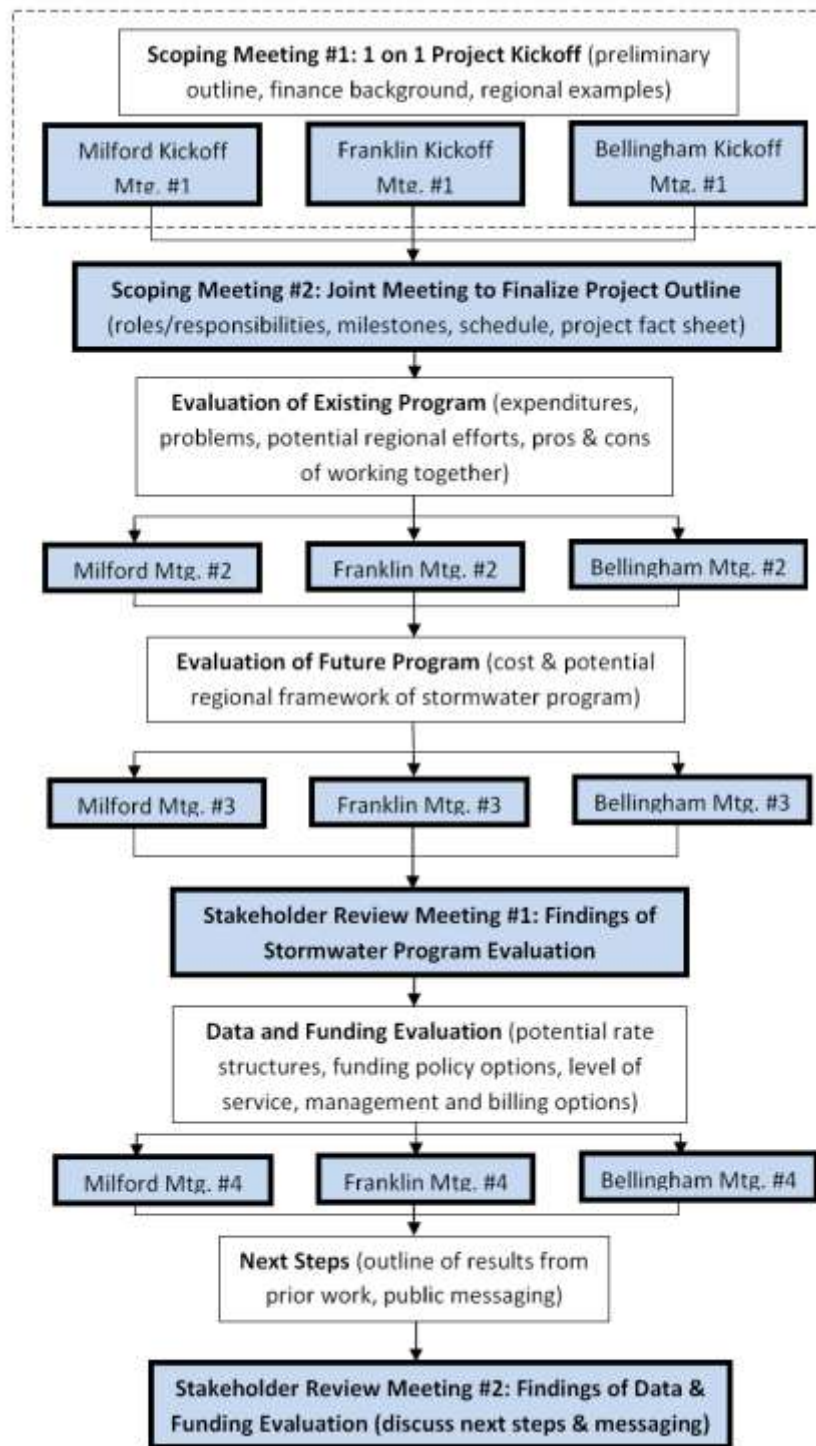 Scoping Meeting #1: 1 on 1 Project Kickoff (preliminary
outline, finance background, regional examples)
Milford Kickoff
Mtg. #1
Franklin Kickoff
Mtg. #1
Bellingham Kickoff
Mtg. #1
Scoping Meeting #2: Joint Meeting to Finalize Project Outline
(roles/responsibilities, milestones, schedule, project fact sheet)
Evaluation of Existing Program (expenditures,
problems, potential regional efforts, pros & cons
of working together)
Milford Mtg. #2
Franklin Mtg. #2
Bellingham Mtg. #2
Evaluation of Future Program (cost & potential
regional framework of stormwater program)
Milford Mtg. #3
Franklin Mtg. #3
Bellingham Mtg. #3
Stakeholder Review Meeting #1: Findings of
Stormwater Program Evaluation
Data and Funding Evaluation (potential rate
structures, funding policy options, level of
service, management and billing options)
Milford Mtg. #4
Franklin Mtg. #4
Bellingham Mtg. #4
Next Steps (outline of results from
prior work, public messaging)
Stakeholder Review Meeting #2: Findings of Data &
Funding Evaluation (discuss next steps & messaging)